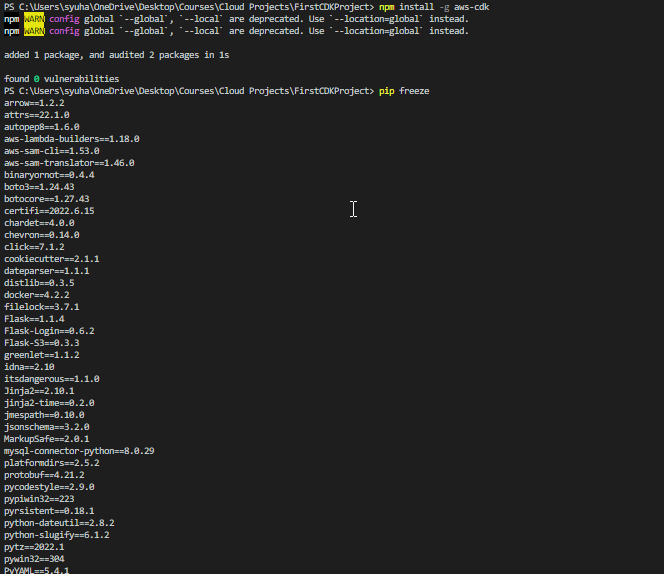 PS C:\Users\syuha\OneDrive\Desktop\Courses\Cloud Projects\FirstCDKProject> npm install -g aws-cdk
npm WARN config global `--global`, `--local` are deprecated. Use `--location=global` instead.
npm WARN config global `--global`, `--local` are deprecated. Use `--location=global` instead.
added 1 package, and audited 2 packages in 1s
found 0 vulnerabilities
PS C:\Users\syuha\OneDrive\Desktop\Courses\Cloud Projects\FirstCDKProject> pip freeze
arrow==1.2.2
attrs==22.1.0
autopep8==1.6.0
aws-lambda-builders==1.18.0
aws-sam-cli==1.53.0
aws-sam-translator==1.46.0
binaryornot==0.4.4
boto3==1.24.43
botocore==1.27.43
certifi==2022.6.15
chardet==4.0.0
chevron==0.14.0
click==7.1.2
cookiecutter==2.1.1
dateparser==1.1.1
distlib==0.3.5
docker==4.2.2
filelock==3.7.1
Flask==1.1.4
Flask-Login==0.6.2
Flask-S3==0.3.3
greenlet==1.1.2
idna==2.10
itsdangerous==1.1.0
Jinja2==2.10.1
jinja2-time==0.2.0
jmespath==0.10.0
jsonschema==3.2.0
MarkupSafe==2.0.1
mysql-connector-python==8.0.29
platformdirs==2.5.2
protobuf==4.21.2
pycodestyle==2.9.0
pypiwin32==223
pyrsistent==0.18.1
python-dateutil==2.8.2
python-slugify==6.1.2
pytz==2022.1
pywin32==304
PyYAML==5.4.1